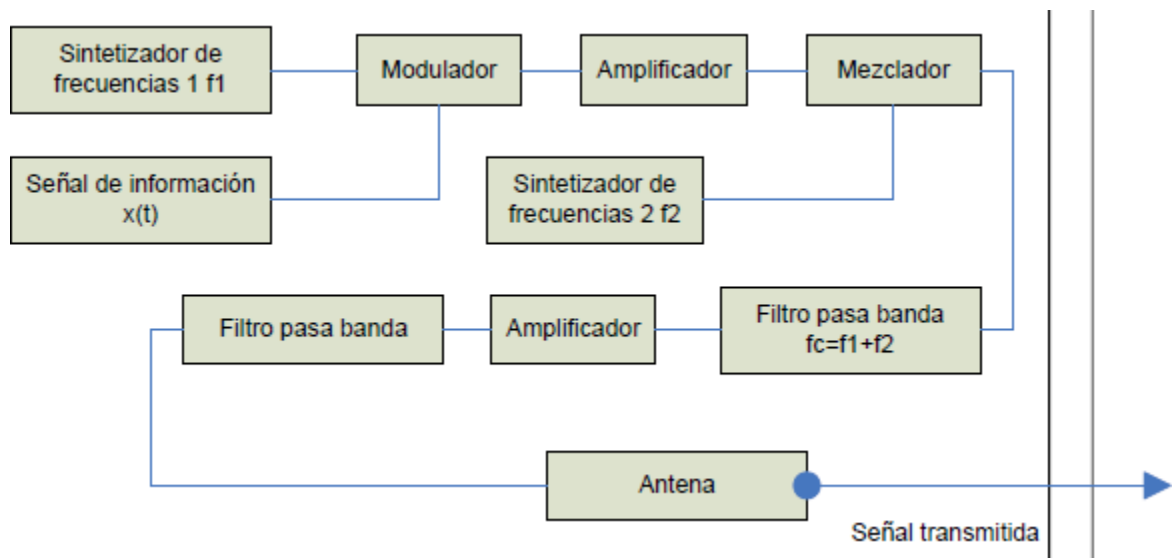 Sintetizador de
frecuencias 1 f1
Modulador
Amplificador
Mezclador
Señal de información
x(t)
Sintetizador de
frecuencias 2 f2
Filtro pasa banda
Amplificador
Filtro pasa banda
fc=f1+f2
Antena
Señal transmitida